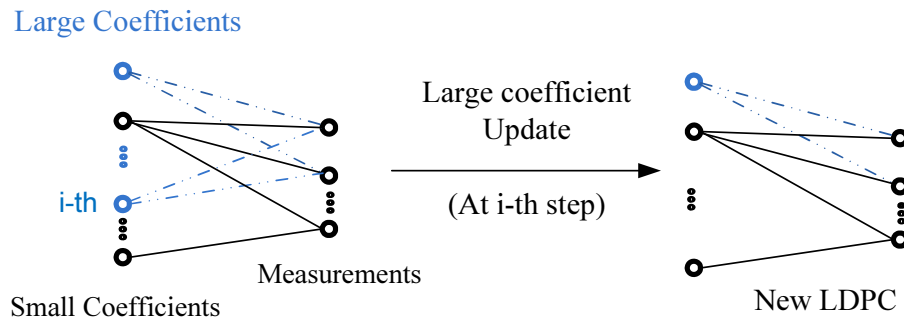 Large Coefficients
i-th
Small Coefficients
Measurements
Large coefficient
Update
(At i-th step)
New LDPC